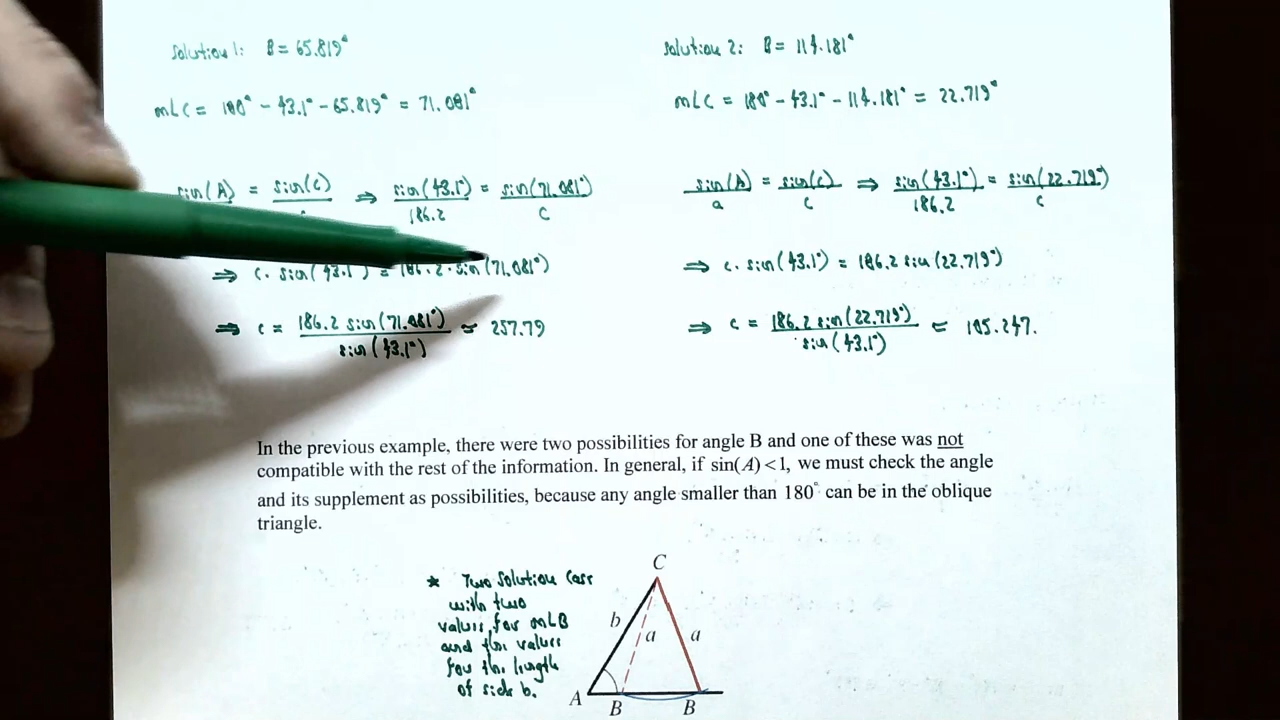 Solution 1: B = 65.819°
m∠C = 180° - 43.1° - 65.819° = 71.081°
sin(A) = sin(C) ⇒ sin(43.1°) = sin(71.081°)
186.2 c
⇒ c. sin(43.1°) = 186.2 · sin(71.081°)
⇒ c = 186.2 sin(71.081°) ≈ 257.79
sin(43.1°)
Solution 2: B = 114.181°
m∠C = 180° - 43.1° - 114.181° = 22.719°
sin(A) = sin(C) ⇒ sin(43.1°) = sin(22.719°)
a c 186.2 c
⇒ c. sin(43.1°) = 186.2 sin(22.719°)
⇒ c = 186.2 sin(22.719°) ≈ 105.247.
sin(43.1°)
In the previous example, there were two possibilities for angle B and one of these was not
compatible with the rest of the information. In general, if sin(A) < 1, we must check the angle
and its supplement as possibilities, because any angle smaller than 180° can be in the oblique
triangle.
* Two solution case
with two
values for m∠B
and the values
for the length
of side b.
C
b
a
a
A
B
B